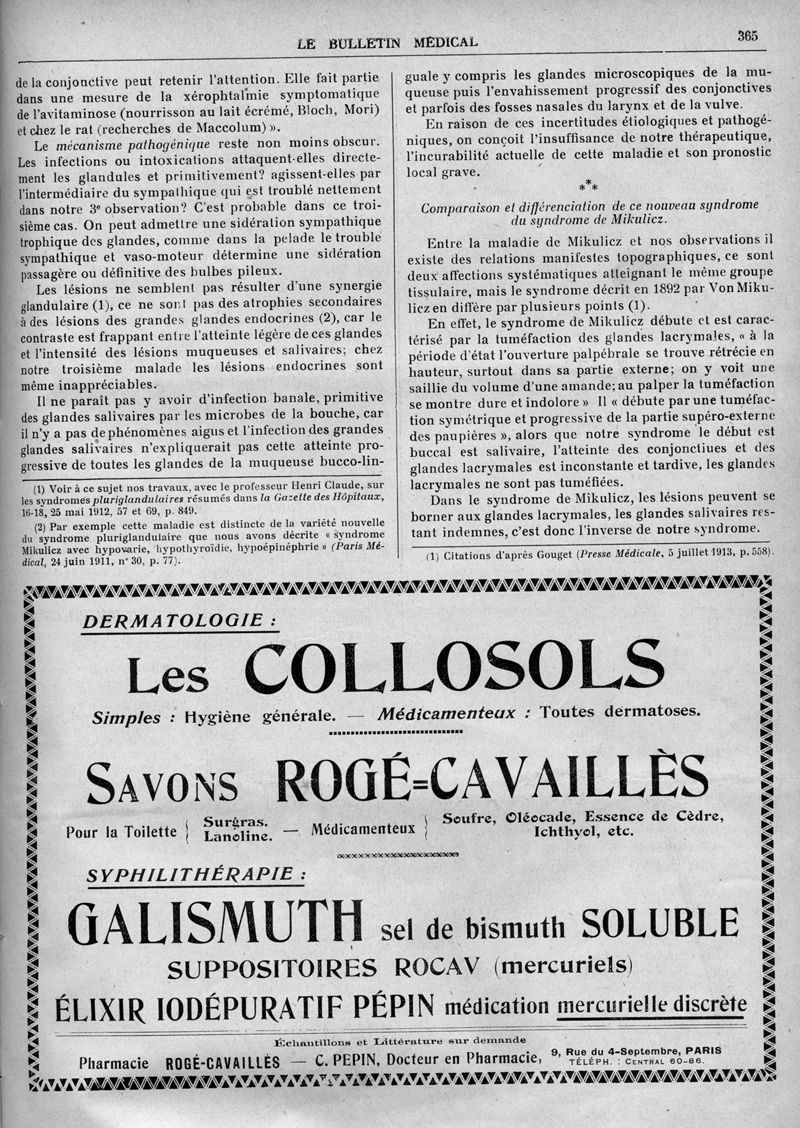 LE BULLETIN MÉDICAL
365
de la conjonctive peut retenir l'attention. Elle fait partie
dans une mesure de la xérophtalmie symptomatique
de l'avitaminose (nourrisson au lait écrémé, Bloch, Mori)
et chez le rat (recherches de Maccolum) ».
Le mécanisme pathogénique reste non moins obscur.
Les infections ou intoxications attaquent-elles directe-
ment les glandules et primitivement? agissent-elles par
l'intermédiaire du sympathique qui est troublé nettement
dans notre 3e observation? C'est probable dans ce troi-
sième cas. On peut admettre une sidération sympathique
trophique des glandes, comme dans la pelade le trouble
sympathique et vaso-moteur détermine une sidération
passagère ou définitive des bulbes pileux.
Les lésions ne semblent pas résulter d'une synergie
glandulaire (1), ce ne sont pas des atrophies secondaires
à des lésions des grandes glandes endocrines (2), car le
contraste est frappant entre l'atteinte légère de ces glandes
et l'intensité des lésions muqueuses et salivaires; chez
notre troisième malade les lésions endocrines sont
même inappréciables.
Il ne paraît pas y avoir d'infection banale, primitive
des glandes salivaires par les microbes de la bouche, car
il n'y a pas de phénomènes aigus et l'infection des grandes
glandes salivaires n'expliquerait pas cette atteinte pro-
gressive de toutes les glandes de la muqueuse bucco-lin-
(1) Voir à ce sujet nos travaux, avec le professeur Henri Claude, sur
les syndromes pluriglandulaires résumés dans la Gazette des Hôpitaux,
16-18, 25 mai 1912, 57 et 69, p. 849.
(2) Par exemple cette maladie est distincte de la variété nouvelle
du syndrome pluriglandulaire que nous avons décrite « syndrome
Mikulicz avec hypovarie, hypothyroïdie, hypoépinéphrie » (Paris Mé-
dical, 24 juin 1911, n° 30, p. 77).
guale y compris les glandes microscopiques de la mu-
queuse puis l'envahissement progressif des conjonctives
et parfois des fosses nasales du larynx et de la vulve.
En raison de ces incertitudes étiologiques et pathogé-
niques, on conçoit l'insuffisance de notre thérapeutique,
l'incurabilité actuelle de cette maladie et son pronostic
local grave.
***
Comparaison et différenciation de ce nouveau syndrome
du syndrome de Mikulicz.
Entre la maladie de Mikulicz et nos observations il
existe des relations manifestes topographiques, ce sont
deux affections systématiques atteignant le même groupe
tissulaire, mais le syndrome décrit en 1892 par Von Miku-
licz en diffère par plusieurs points (1).
En effet, le syndrome de Mikulicz débute et est carac-
térisé par la tuméfaction des glandes lacrymales, « à la
période d'état l'ouverture palpébrale se trouve rétrécie en
hauteur, surtout dans sa partie externe; on y voit une
saillie du volume d'une amande; au palper la tuméfaction
se montre dure et indolore » Il « débute par une tuméfac-
tion symétrique et progressive de la partie supéro-externe
des paupières », alors que notre syndrome le début est
buccal est salivaire, l'atteinte des conjonctiues et des
glandes lacrymales est inconstante et tardive, les glandes
lacrymales ne sont pas tuméfiées.
Dans le syndrome de Mikulicz, les lésions peuvent se
borner aux glandes lacrymales, les glandes salivaires res-
tant indemnes, c'est donc l'inverse de notre syndrome.
(1) Citations d'après Gouget (Presse Médicale, 5 juillet 1913, p. 558).
DERMATOLOGIE :
Les COLLOSOLS
Simples : Hygiène générale. — Médicamenteux : Toutes dermatoses.
SAVONS ROGÉ=CAVAILLÈS
Pour la Toilette { Surgras. Lanoline. — Médicamenteux { Soufre, Oléocade, Essence de Cèdre, Ichthyol, etc.
SYPHILITHÉRAPIE :
GALISMUTH sel de bismuth SOLUBLE
SUPPOSITOIRES ROCAV (mercuriels)
ÉLIXIR IODÉPURATIF PÉPIN médication mercurielle discrète
Échantillons et Littérature sur demande
Pharmacie ROGÉ-CAVAILLÈS — C. PEPIN, Docteur en Pharmacie, 9, Rue du 4-Septembre, PARIS
TÉLÉPH. : CENTRAL 60-86.